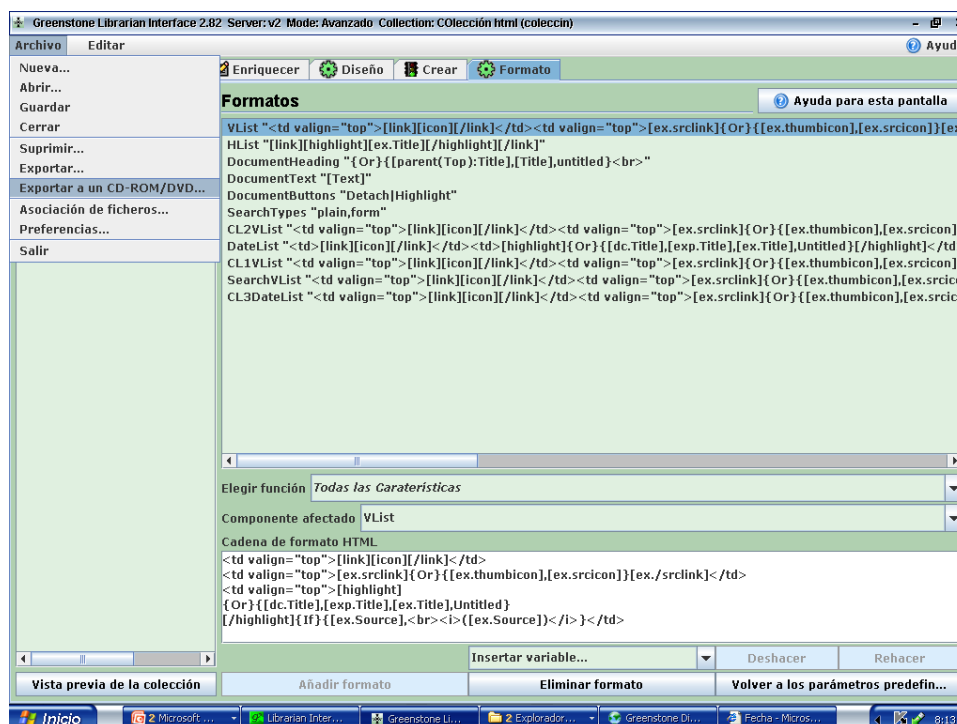 Greenstone Librarian Interface 2.82 Server: v2 Mode: Avanzado Collection: COlección html (coleccin)
Archivo Editar Ayud
Nueva...
Abrir...
Guardar
Cerrar
Suprimir...
Exportar...
Exportar a un CD-ROM/DVD...
Asociación de ficheros...
Preferencias...
Salir
Enriquecer Diseño Crear Formato
Formatos Ayuda para esta pantalla
VList "<td valign="top">[link][icon][/link]</td><td valign="top">[ex.srclink]{Or}{[ex.thumbicon],[ex.srcicon]}[ex
HList "[link][highlight][ex.Title][/highlight][/link]"
DocumentHeading "{Or}{[parent(Top):Title],[Title],untitled}<br>"
DocumentText "[Text]"
DocumentButtons "Detach|Highlight"
SearchTypes "plain,form"
CL2VList "<td valign="top">[link][icon][/link]</td><td valign="top">[ex.srclink]{Or}{[ex.thumbicon],[ex.srcicon]
DateList "<td>[link][icon][/link]</td><td>[highlight]{Or}{[dc.Title],[exp.Title],[ex.Title],Untitled}[/highlight]</td
CL1VList "<td valign="top">[link][icon][/link]</td><td valign="top">[ex.srclink]{Or}{[ex.thumbicon],[ex.srcicon]
SearchVList "<td valign="top">[link][icon][/link]</td><td valign="top">[ex.srclink]{Or}{[ex.thumbicon],[ex.srcic
CL3DateList "<td valign="top">[link][icon][/link]</td><td valign="top">[ex.srclink]{Or}{[ex.thumbicon],[ex.srcic
Elegir función Todas las Caraterísticas
Componente afectado VList
Cadena de formato HTML
<td valign="top">[link][icon][/link]</td>
<td valign="top">[ex.srclink]{Or}{[ex.thumbicon],[ex.srcicon]}[ex./srclink]</td>
<td valign="top">[highlight]
{Or}{[dc.Title],[exp.Title],[ex.Title],Untitled}
[/highlight]{If}{[ex.Source],<br><i>([ex.Source])</i>}</td>
Insertar variable... Deshacer Rehacer
Vista previa de la colección Añadir formato Eliminar formato Volver a los parámetros predefin...
Inicio 2 Microsoft ... Librarian Inter... Greenstone Li... 2 Explorador... Greenstone Di... Fecha - Micros... 8:13